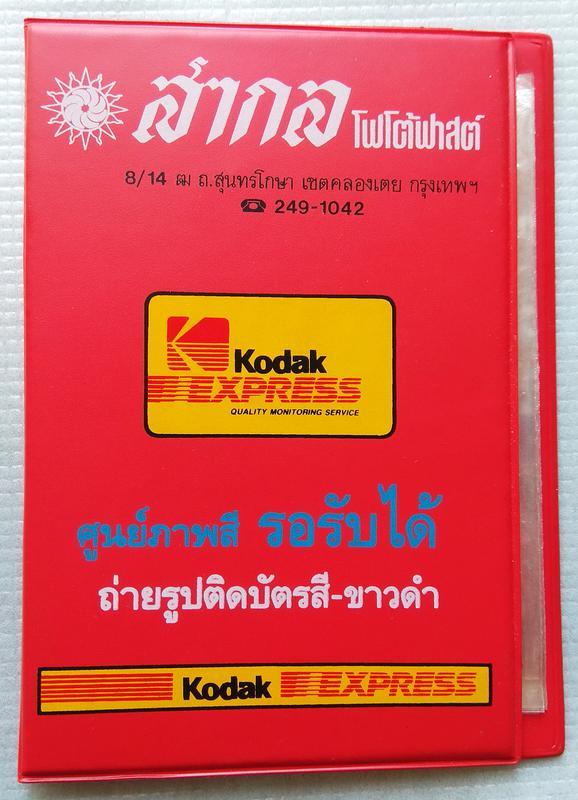 สากล โฟโต้ฟาสต์
8/14 ฒ ถ.สุนทรโกษา เขตคลองเตย กรุงเทพฯ
☎ 249-1042
Kodak
EXPRESS
QUALITY MONITORING SERVICE
ศูนย์ภาพสี รอรับได้
ถ่ายรูปติดบัตรสี-ขาวดำ
Kodak EXPRESS